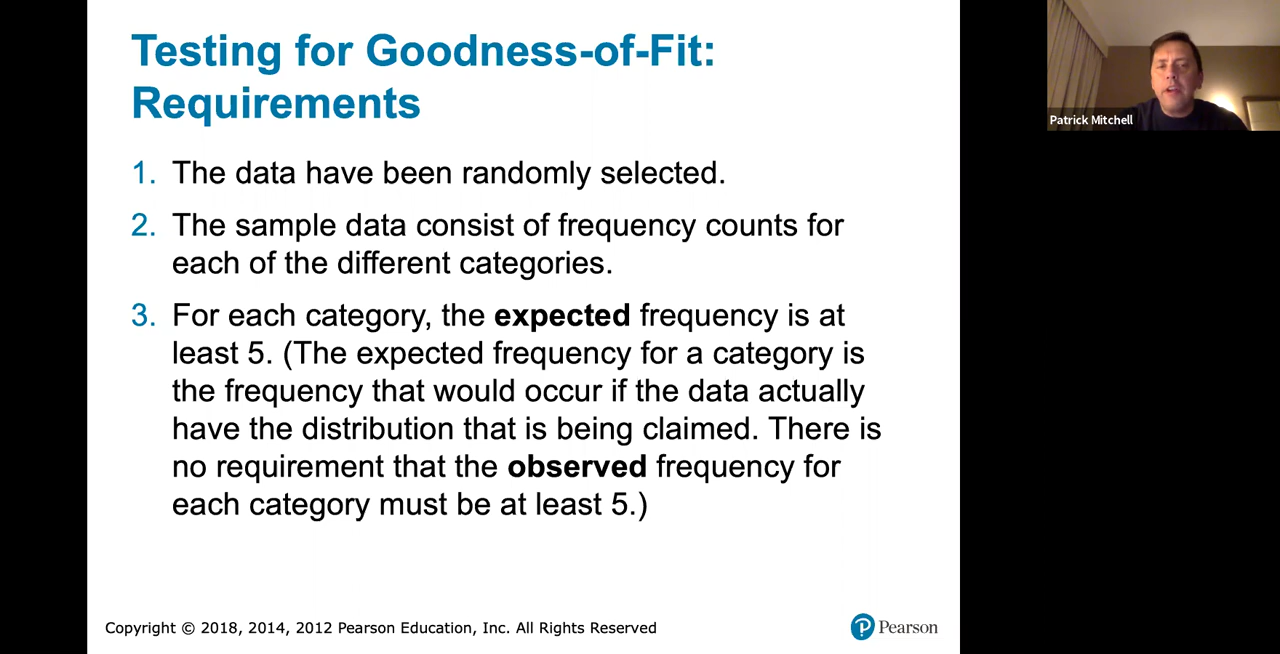 Testing for Goodness-of-Fit:
Requirements
1. The data have been randomly selected.
2. The sample data consist of frequency counts for
each of the different categories.
3. For each category, the expected frequency is at
least 5. (The expected frequency for a category is
the frequency that would occur if the data actually
have the distribution that is being claimed. There is
no requirement that the observed frequency for
each category must be at least 5.)
Copyright © 2018, 2014, 2012 Pearson Education, Inc. All Rights Reserved
P Pearson
Patrick Mitchell